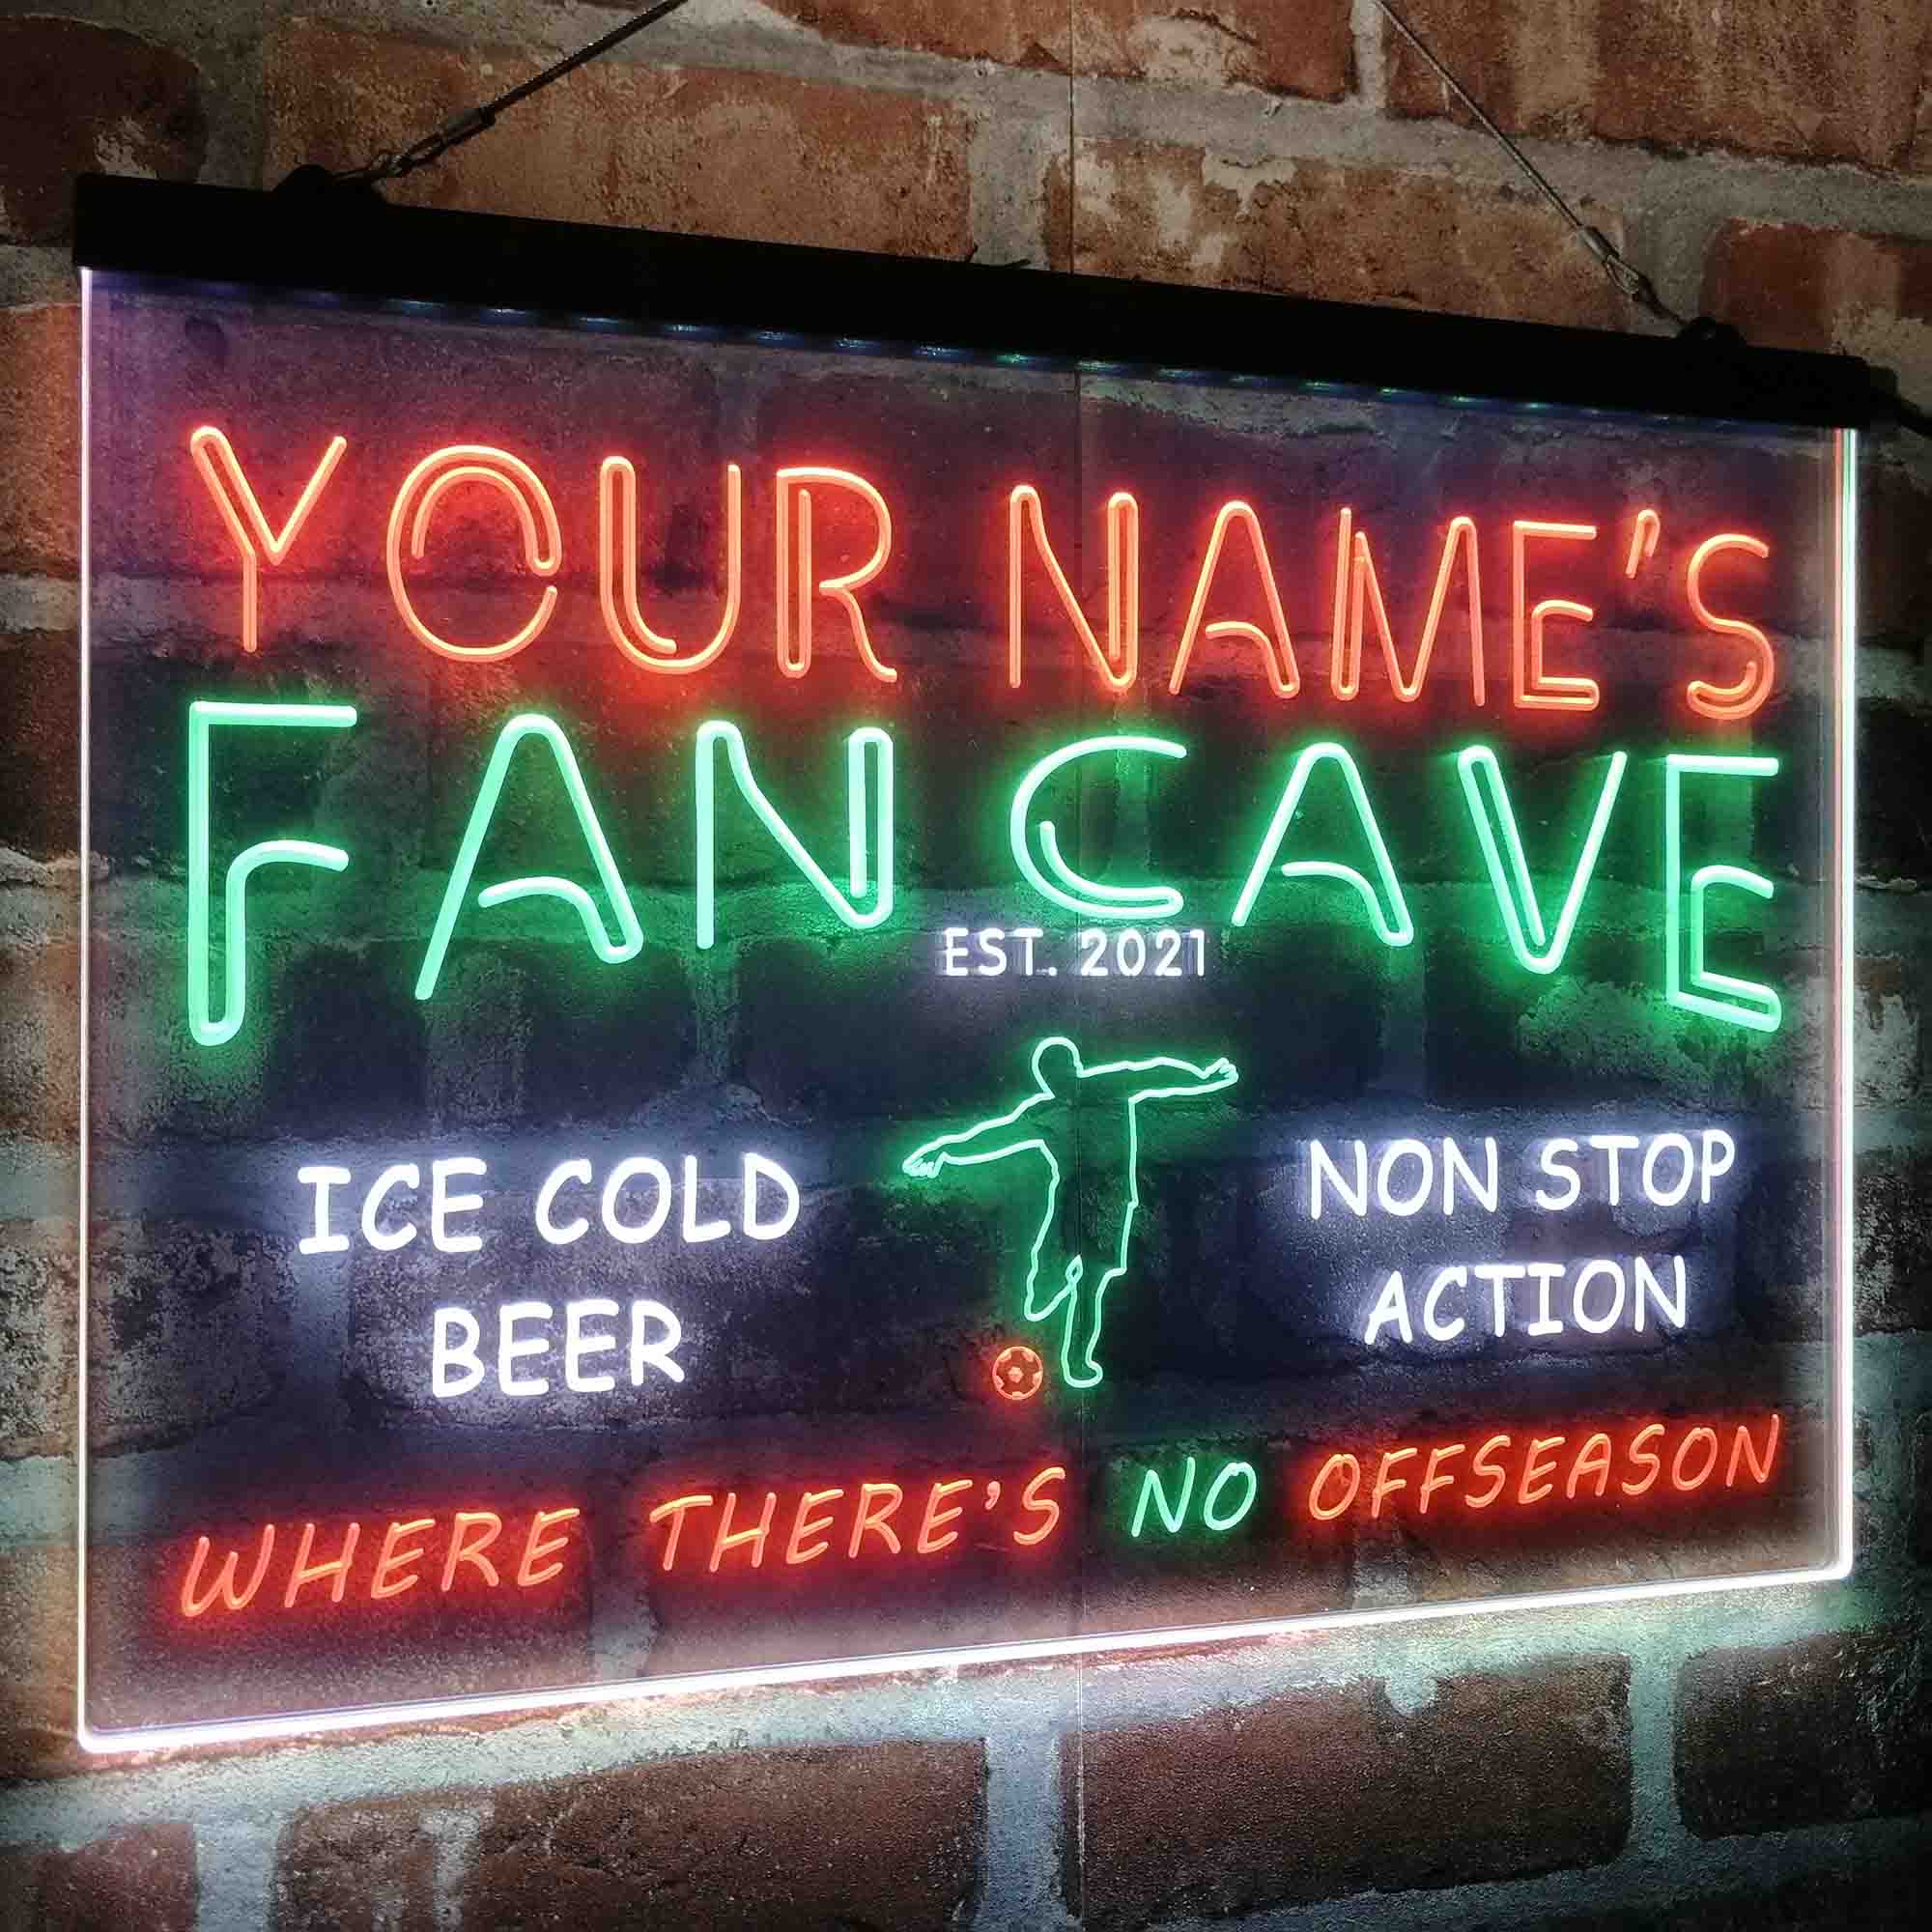 YOUR NAME'S
FAN CAVE
EST. 2021
ICE COLD
BEER
NON STOP
ACTION
WHERE THERE'S NO OFFSEASON